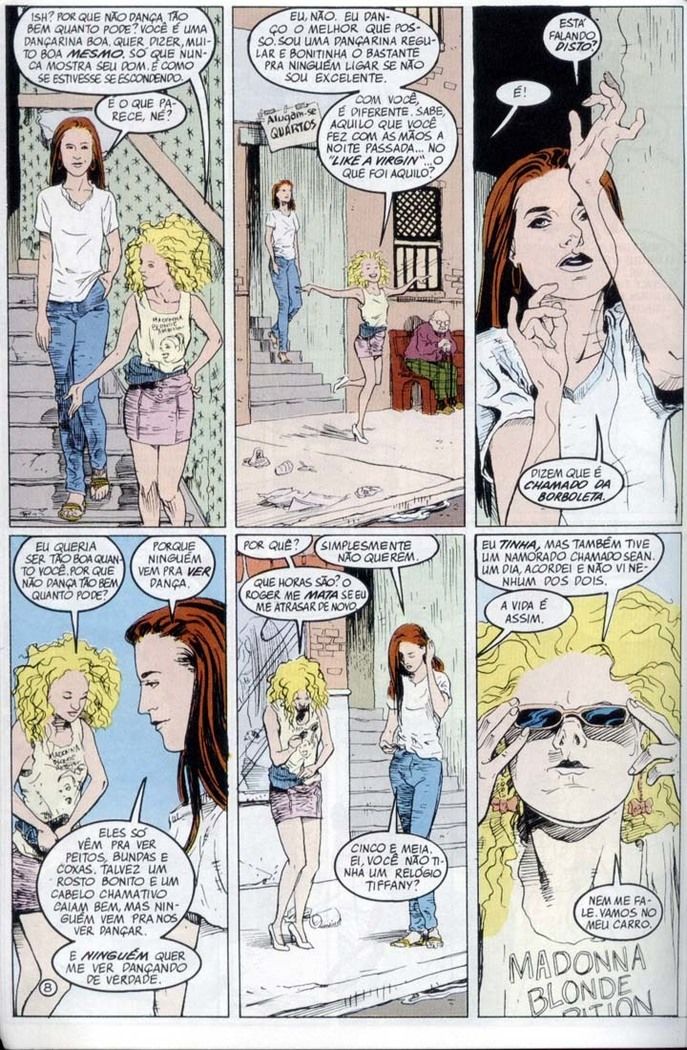 ISH? POR QUE NÃO DANÇA TÃO
BEM QUANTO PODE? VOCÊ É UMA
DANÇARINA BOA. QUER DIZER, MUI-
TO BOA MESMO. SÓ QUE NUN-
CA MOSTRA SEU DOM. É COMO
SE ESTIVESSE SE ESCONDENDO.
É O QUE PA-
RECE, NÉ?
MADONNA
BLONDE
AMBITION
EU, NÃO. EU DAN-
ÇO O MELHOR QUE POS-
SO. SOU UMA DANÇARINA REGU-
LAR E BONITINHA O BASTANTE
PRA NINGUÉM LIGAR SE NÃO
SOU EXCELENTE.
COM VOCÊ,
É DIFERENTE. SABE,
AQUILO QUE VOCÊ
FEZ COM AS MÃOS A
NOITE PASSADA... NO
"LIKE A VIRGIN"... O
QUE FOI AQUILO?
Alugam-se
QUARTOS
ESTÁ
FALANDO
DISTO?
É!
DIZEM QUE É
CHAMADO DA
BORBOLETA.
EU QUERIA
SER TÃO BOA QUAN-
TO VOCÊ. POR QUE
NÃO DANÇA TÃO BEM
QUANTO PODE?
PORQUE
NINGUÉM
VEM PRA VER
DANÇA.
MADONNA
BLONDE
ELES SÓ
VÊM PRA VER
PEITOS, BUNDAS E
COXAS. TALVEZ UM
ROSTO BONITO E UM
CABELO CHAMATIVO
CAIAM BEM, MAS NIN-
GUÉM VEM PRA NOS
VER DANÇAR.
E NINGUÉM QUER
ME VER DANÇANDO
DE VERDADE.
8
POR QUÊ?
SIMPLESMENTE
NÃO QUEREM.
QUE HORAS SÃO? O
ROGER ME MATA SE EU
ME ATRASAR DE NOVO.
CINCO E MEIA.
EI, VOCÊ NÃO TI-
NHA UM RELÓGIO
TIFFANY?
EU TINHA, MAS TAMBÉM TIVE
UM NAMORADO CHAMADO SEAN.
UM DIA, ACORDEI E NÃO VI NE-
NHUM DOS DOIS.
A VIDA É
ASSIM.
NEM ME FA-
LE. VAMOS NO
MEU CARRO.
MADONNA
BLONDE
BITION